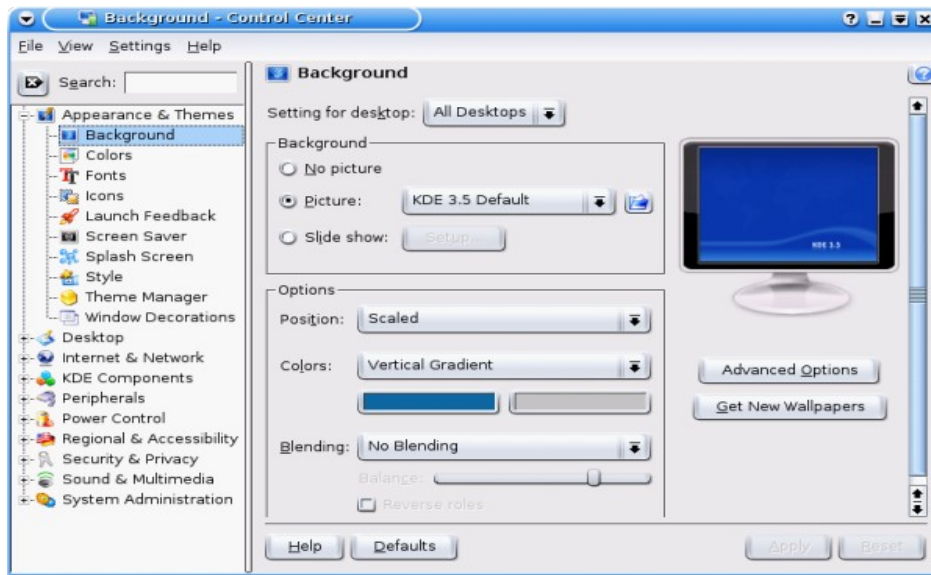 Background - Control Center
File View Settings Help
Search:
Appearance & Themes
Background
Colors
Fonts
Icons
Launch Feedback
Screen Saver
Splash Screen
Style
Theme Manager
Window Decorations
Desktop
Internet & Network
KDE Components
Peripherals
Power Control
Regional & Accessibility
Security & Privacy
Sound & Multimedia
System Administration
Background
Setting for desktop: All Desktops
Background
No picture
Picture: KDE 3.5 Default
Slide show: Setup...
KDE 3.5
Options
Position: Scaled
Colors: Vertical Gradient
Blending: No Blending
Balance:
Reverse roles
Advanced Options
Get New Wallpapers
Help Defaults Apply Reset